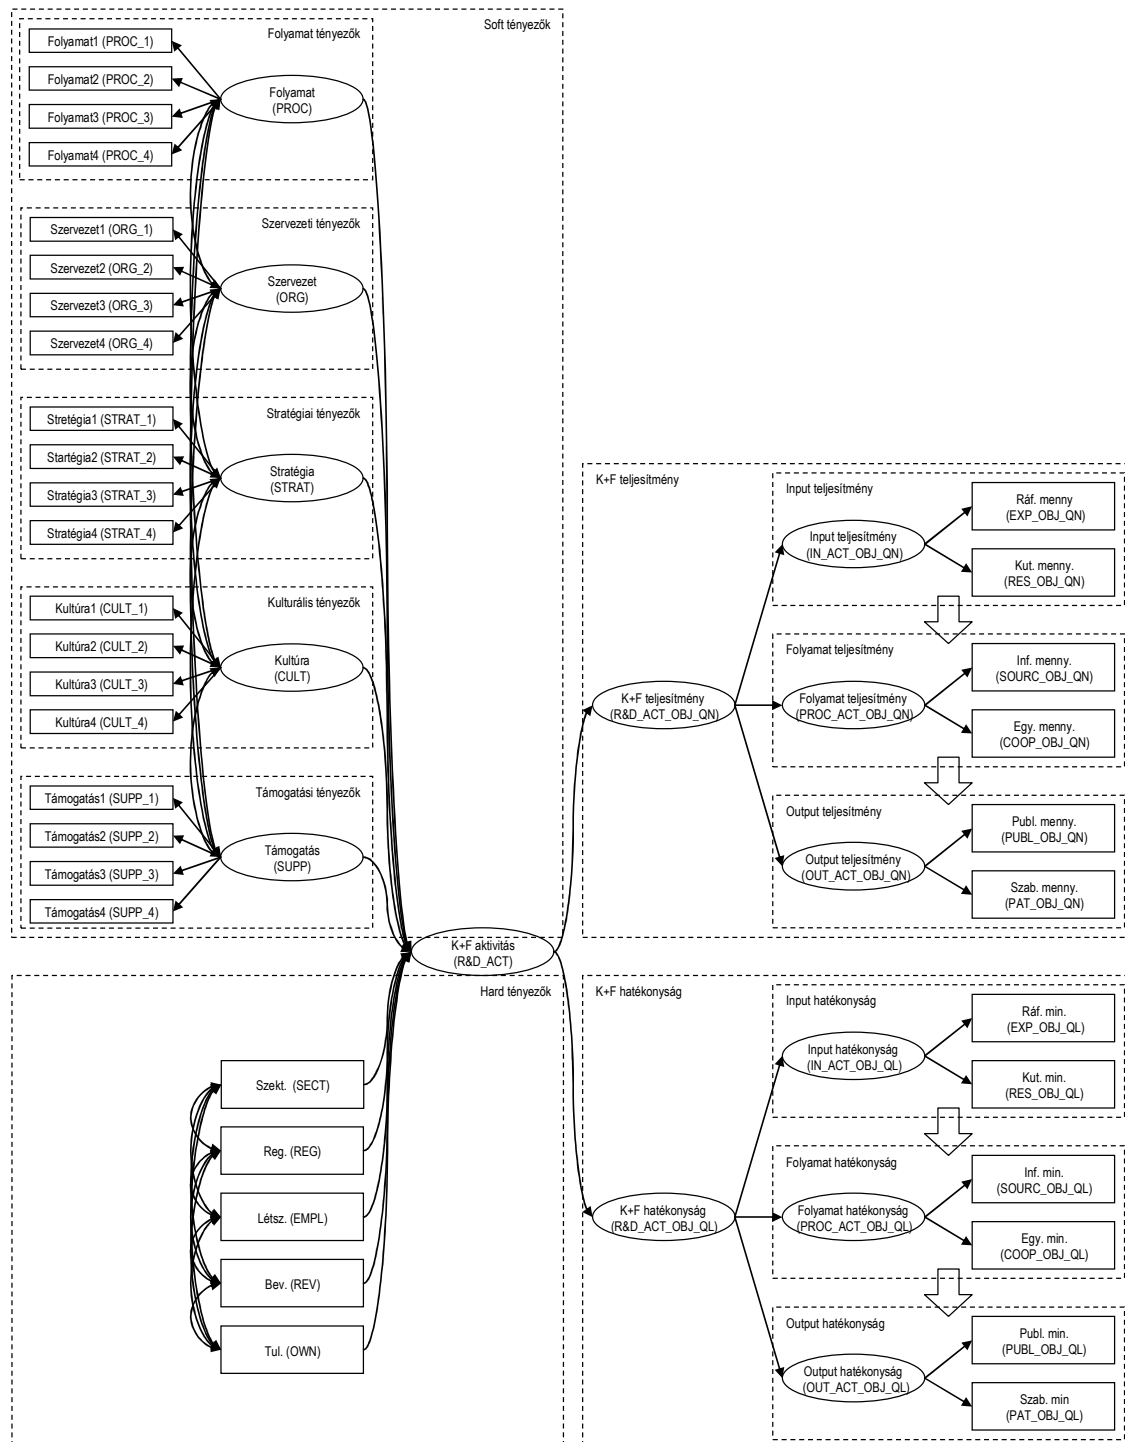 Soft tényezők
Folyamat tényezők
Folyamat1 (PROC_1)
Folyamat2 (PROC_2)
Folyamat3 (PROC_3)
Folyamat4 (PROC_4)
Folyamat
(PROC)
Szervezeti tényezők
Szervezet1 (ORG_1)
Szervezet2 (ORG_2)
Szervezet3 (ORG_3)
Szervezet4 (ORG_4)
Szervezet
(ORG)
Stratégiai tényezők
Stretégia1 (STRAT_1)
Startégia2 (STRAT_2)
Stratégia3 (STRAT_3)
Stratégia4 (STRAT_4)
Stratégia
(STRAT)
Kulturális tényezők
Kultúra1 (CULT_1)
Kultúra2 (CULT_2)
Kultúra3 (CULT_3)
Kultúra4 (CULT_4)
Kultúra
(CULT)
Támogatási tényezők
Támogatás1 (SUPP_1)
Támogatás2 (SUPP_2)
Támogatás3 (SUPP_3)
Támogatás4 (SUPP_4)
Támogatás
(SUPP)
K+F aktivitás
(R&D_ACT)
Hard tényezők
Szekt. (SECT)
Reg. (REG)
Létsz. (EMPL)
Bev. (REV)
Tul. (OWN)
K+F teljesítmény
K+F teljesítmény
(R&D_ACT_OBJ_QN)
Input teljesítmény
Input teljesítmény
(IN_ACT_OBJ_QN)
Ráf. menny
(EXP_OBJ_QN)
Kut. menny.
(RES_OBJ_QN)
Folyamat teljesítmény
Folyamat teljesítmény
(PROC_ACT_OBJ_QN)
Inf. menny.
(SOURC_OBJ_QN)
Egy. menny.
(COOP_OBJ_QN)
Output teljesítmény
Output teljesítmény
(OUT_ACT_OBJ_QN)
Publ. menny.
(PUBL_OBJ_QN)
Szab. menny.
(PAT_OBJ_QN)
K+F hatékonyság
K+F hatékonyság
(R&D_ACT_OBJ_QL)
Input hatékonyság
Input hatékonyság
(IN_ACT_OBJ_QL)
Ráf. min.
(EXP_OBJ_QL)
Kut. min.
(RES_OBJ_QL)
Folyamat hatékonyság
Folyamat hatékonyság
(PROC_ACT_OBJ_QL)
Inf. min.
(SOURC_OBJ_QL)
Egy. min.
(COOP_OBJ_QL)
Output hatékonyság
Output hatékonyság
(OUT_ACT_OBJ_QL)
Publ. min.
(PUBL_OBJ_QL)
Szab. min
(PAT_OBJ_QL)